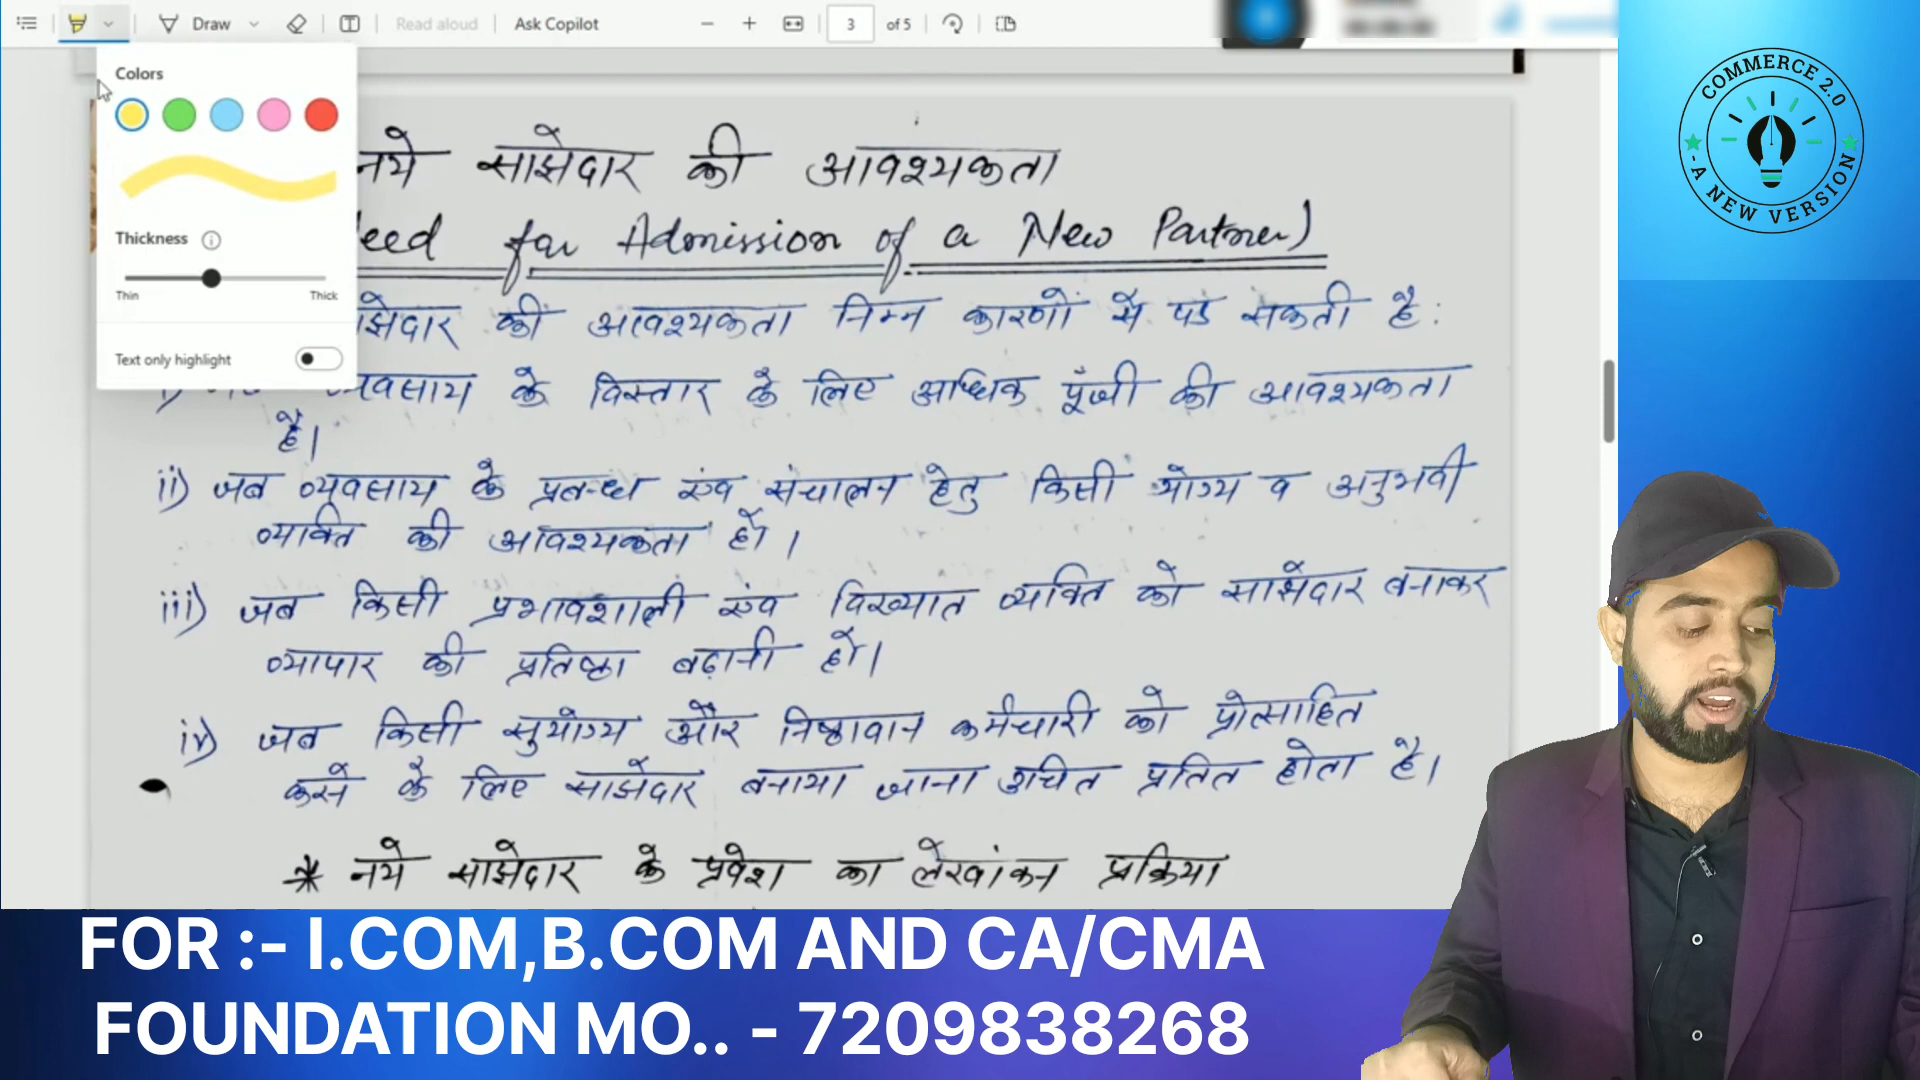 Draw
Read aloud
Ask Copilot
3
of 5
Colors
Thickness
Thin
Thick
Text only highlight
नये साझेदार की आवश्यकता
eed for Admission of a New Partner)
झेदार की आवश्यकता निम्न कारणों से पड़ सकती है :
व्यवसाय के विस्तार के लिए अधिक पूँजी की आवश्यकता
है।
ii) जब व्यवसाय के प्रबन्ध एंव संचालन हेतु किसी योग्य व अनुभवी
व्यक्ति की आवश्यकता हो।
iii) जब किसी प्रभावशाली एंव विख्यात व्यक्ति को साझेदार बनाकर
व्यापार की प्रतिष्ठा बढ़ानी हो।
iv) जब किसी सुयोग्य और निष्ठावान कर्मचारी को प्रोत्साहित
करने के लिए साझेदार बनाया जाना उचित प्रतित होता है।
* नये साझेदार के प्रवेश का लेखांकन प्रक्रिया
COMMERCE 2.0
-A NEW VERSION
FOR :- I.COM,B.COM AND CA/CMA
FOUNDATION MO.. - 7209838268